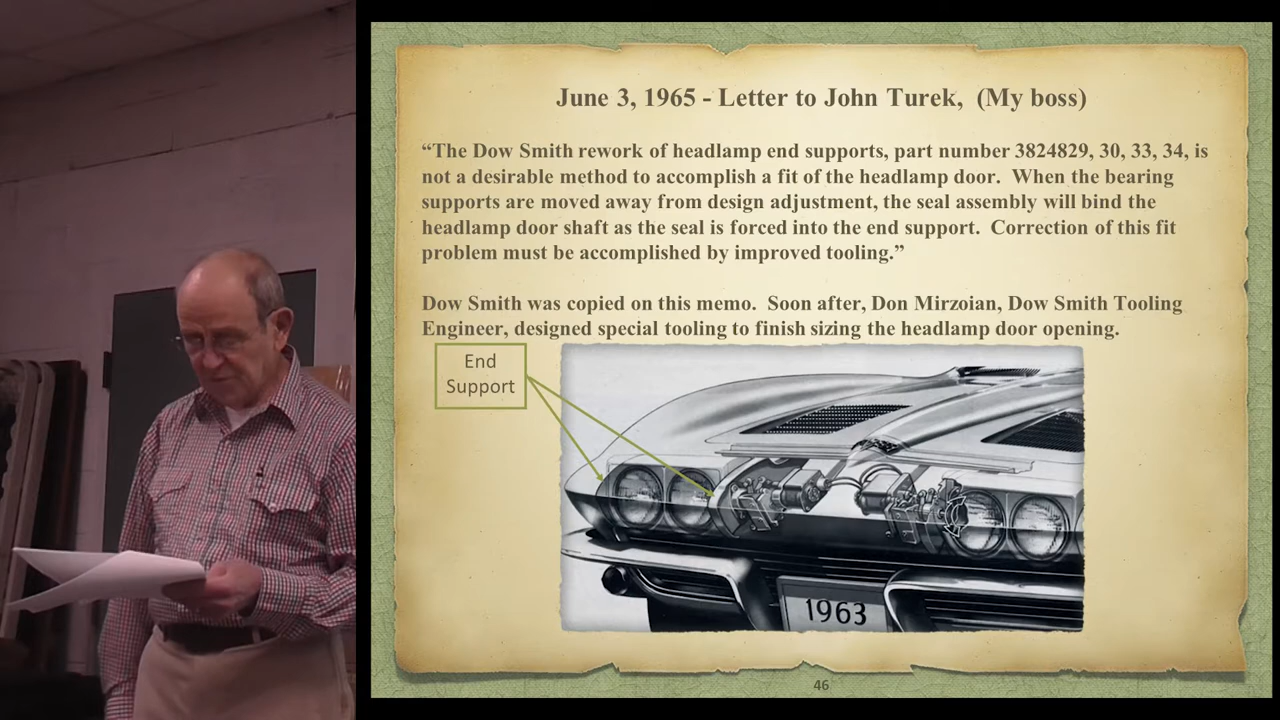 June 3, 1965 - Letter to John Turek,  (My boss)
“The Dow Smith rework of headlamp end supports, part number 3824829, 30, 33, 34, is
not a desirable method to accomplish a fit of the headlamp door.  When the bearing
supports are moved away from design adjustment, the seal assembly will bind the
headlamp door shaft as the seal is forced into the end support.  Correction of this fit
problem must be accomplished by improved tooling.”
Dow Smith was copied on this memo.  Soon after, Don Mirzoian, Dow Smith Tooling
Engineer, designed special tooling to finish sizing the headlamp door opening.
End
Support
1963
46